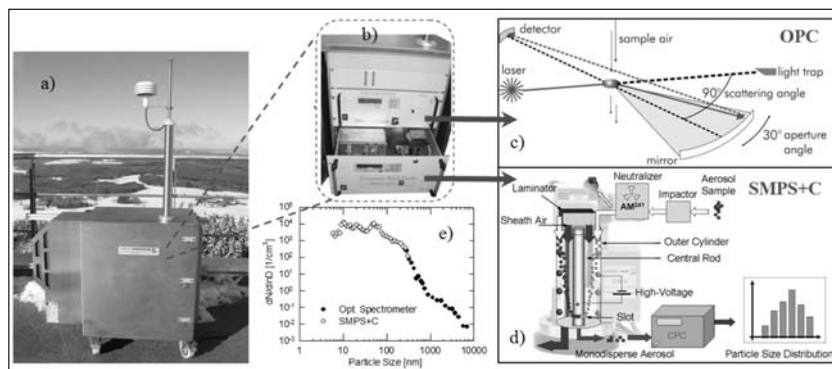 a)
b)
c)
OPC
detector
sample air
laser
light trap
90° scattering angle
30° aperture
angle
mirror
d)
SMPS+C
Neutralizer
AM241
Laminator
Impactor
Aerosol
Sample
Sheath Air
Outer Cylinder
Central Rod
High-Voltage
Slot
CPC
Monodisperse Aerosol
Particle Size Distribution
e)
dN/dlnD [1/cm³]
10⁵
10⁴
10³
10²
10¹
10⁰
10⁻¹
10⁻²
10⁻³
Opt Spectrometer
SMPS+C
1
10
100
1000
10000
Particle Size [nm]